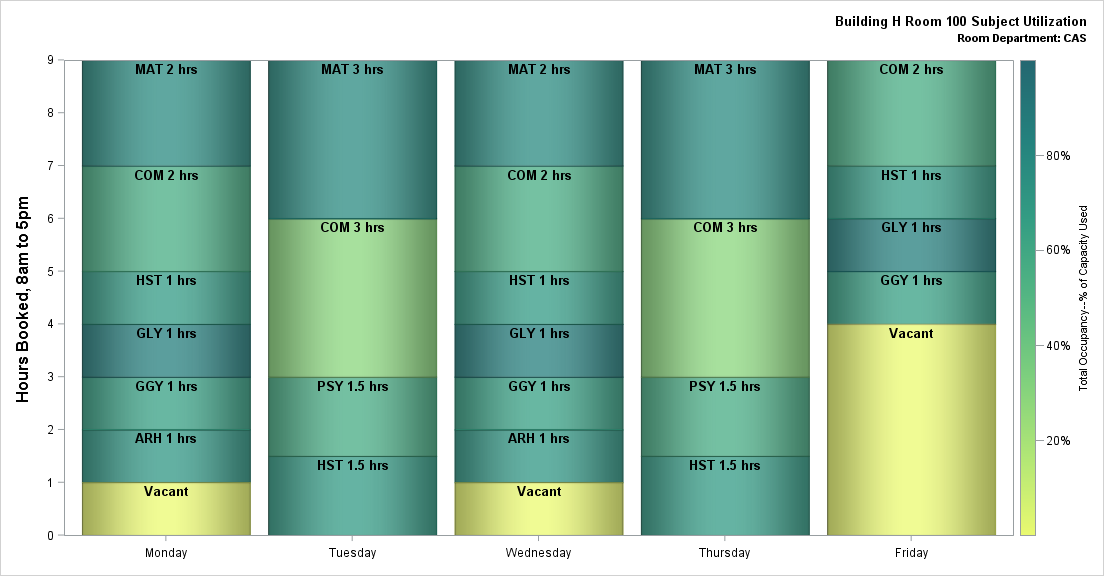 Building H Room 100 Subject Utilization
Room Department: CAS
Hours Booked, 8am to 5pm
9
8
7
6
5
4
3
2
1
0
MAT 2 hrs
COM 2 hrs
HST 1 hrs
GLY 1 hrs
GGY 1 hrs
ARH 1 hrs
Vacant
Monday
MAT 3 hrs
COM 3 hrs
PSY 1.5 hrs
HST 1.5 hrs
Tuesday
MAT 2 hrs
COM 2 hrs
HST 1 hrs
GLY 1 hrs
GGY 1 hrs
ARH 1 hrs
Vacant
Wednesday
MAT 3 hrs
COM 3 hrs
PSY 1.5 hrs
HST 1.5 hrs
Thursday
COM 2 hrs
HST 1 hrs
GLY 1 hrs
GGY 1 hrs
Vacant
Friday
80%
60%
40%
20%
Total Occupancy--% of Capacity Used